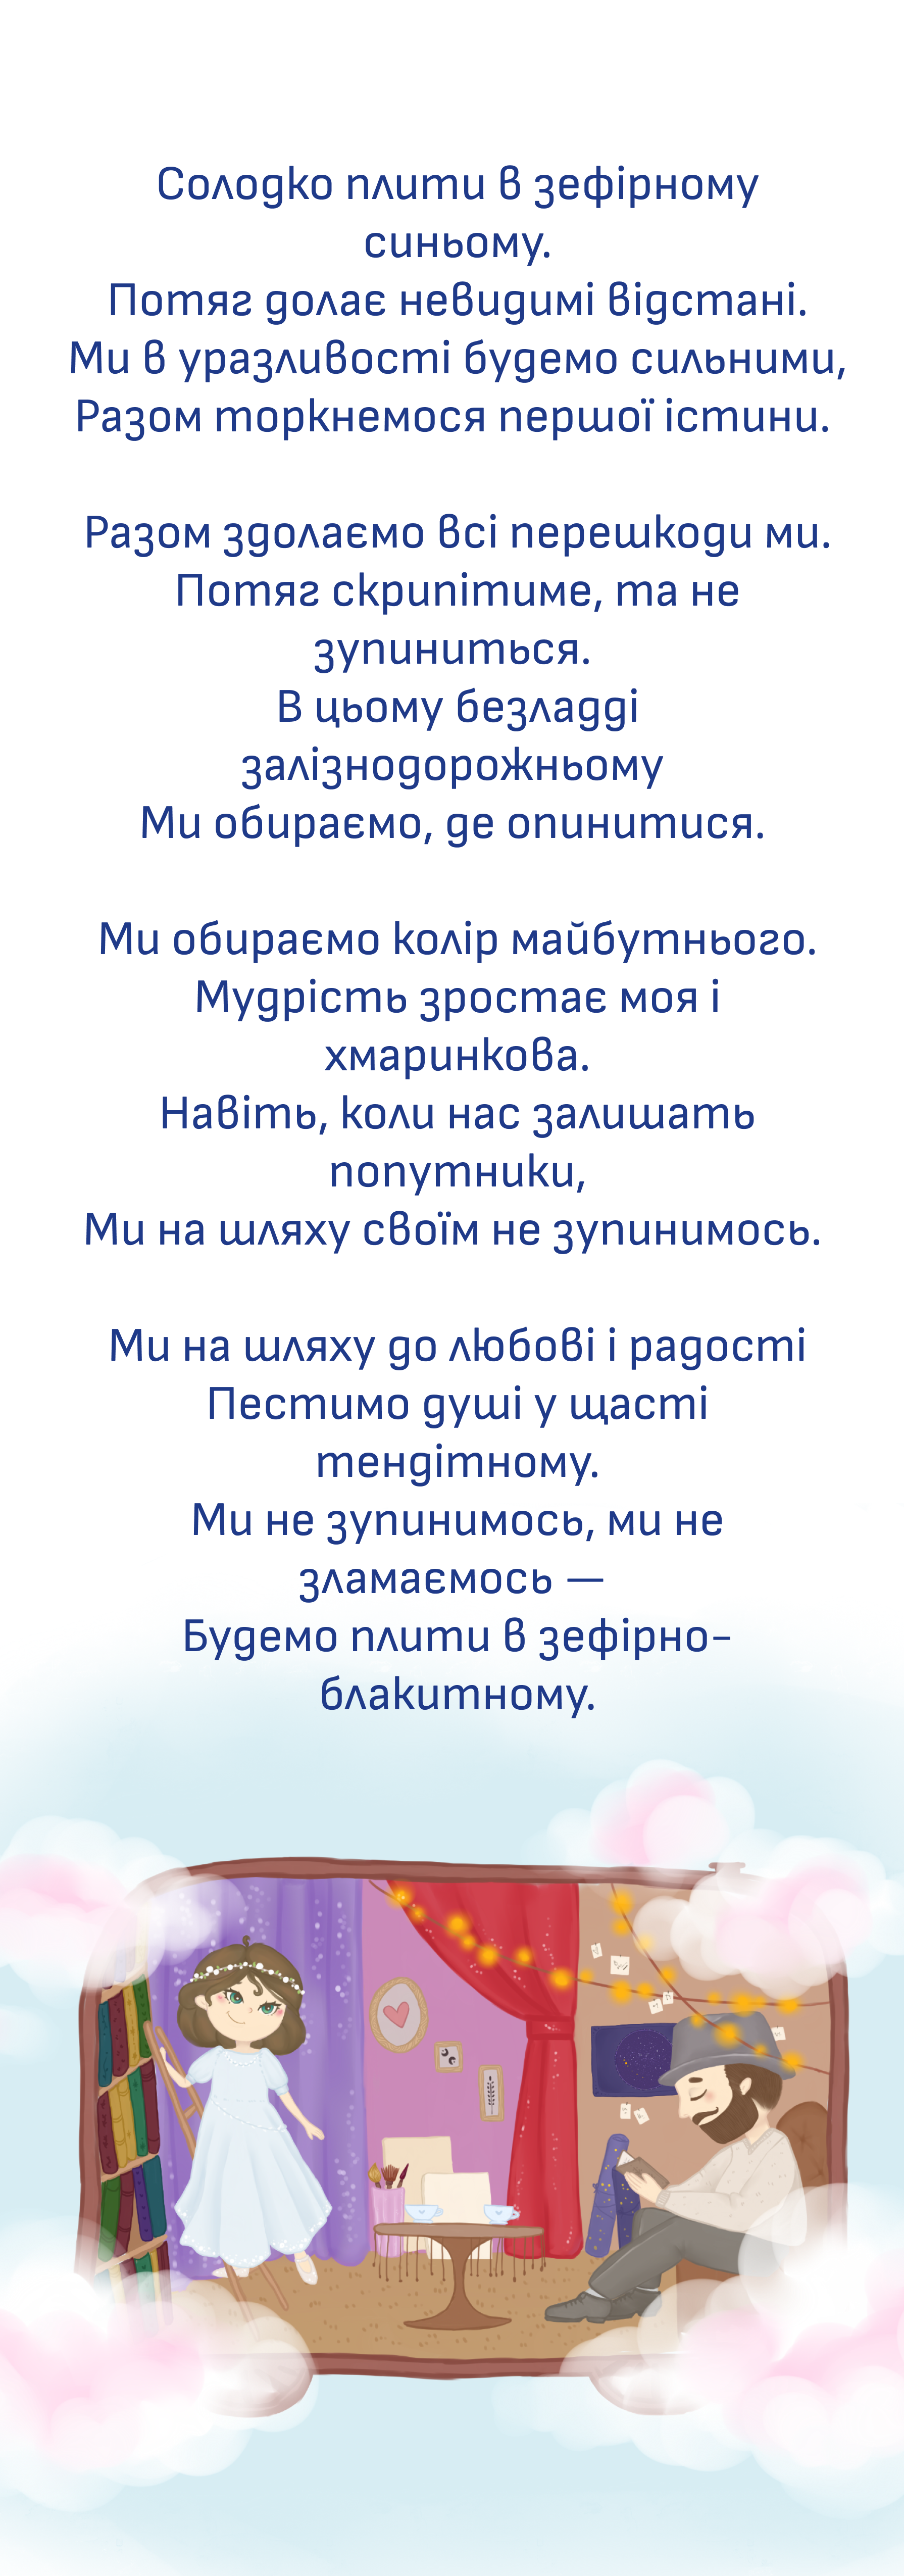 Солодко плити в зефірному
синьому.
Потяг долає невидимі відстані.
Ми в уразливості будемо сильними,
Разом торкнемося першої істини.
Разом здолаємо всі перешкоди ми.
Потяг скрипітиме, та не
зупиниться.
В цьому безладді
залізнодорожньому
Ми обираємо, де опинитися.
Ми обираємо колір майбутнього.
Мудрість зростає моя і
хмаринкова.
Навіть, коли нас залишать
попутники,
Ми на шляху своїм не зупинимось.
Ми на шляху до любові і радості
Пестимо душі у щасті
тендітному.
Ми не зупинимось, ми не
зламаємось —
Будемо плити в зефірно-
блакитному.